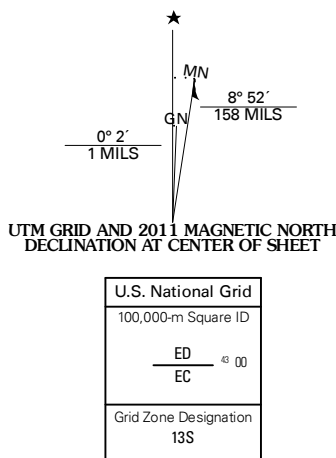 ★
MN
GN
8° 52´
158 MILS
0° 2´
1 MILS
UTM GRID AND 2011 MAGNETIC NORTH
DECLINATION AT CENTER OF SHEET
U.S. National Grid
100,000-m Square ID
ED
43 00
EC
Grid Zone Designation
13S